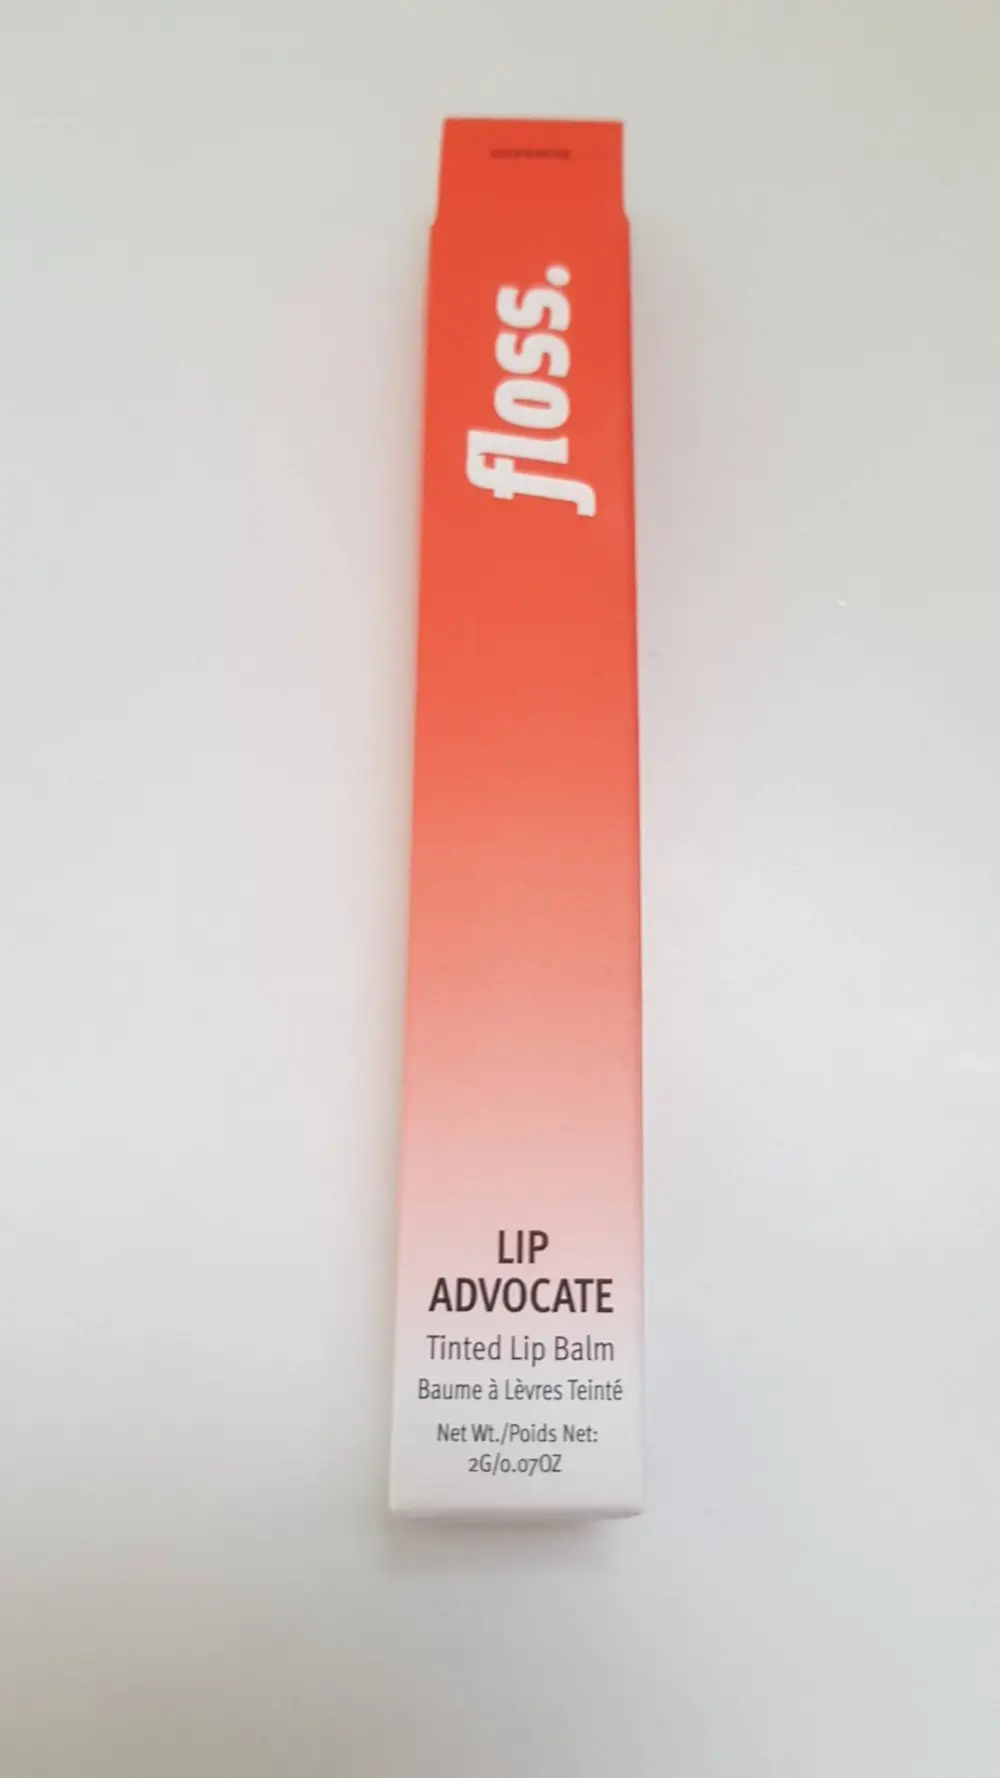 floss.
LIP
ADVOCATE
Tinted Lip Balm
Baume à Lèvres Teinté
Net Wt./Poids Net:
2G/0.07OZ